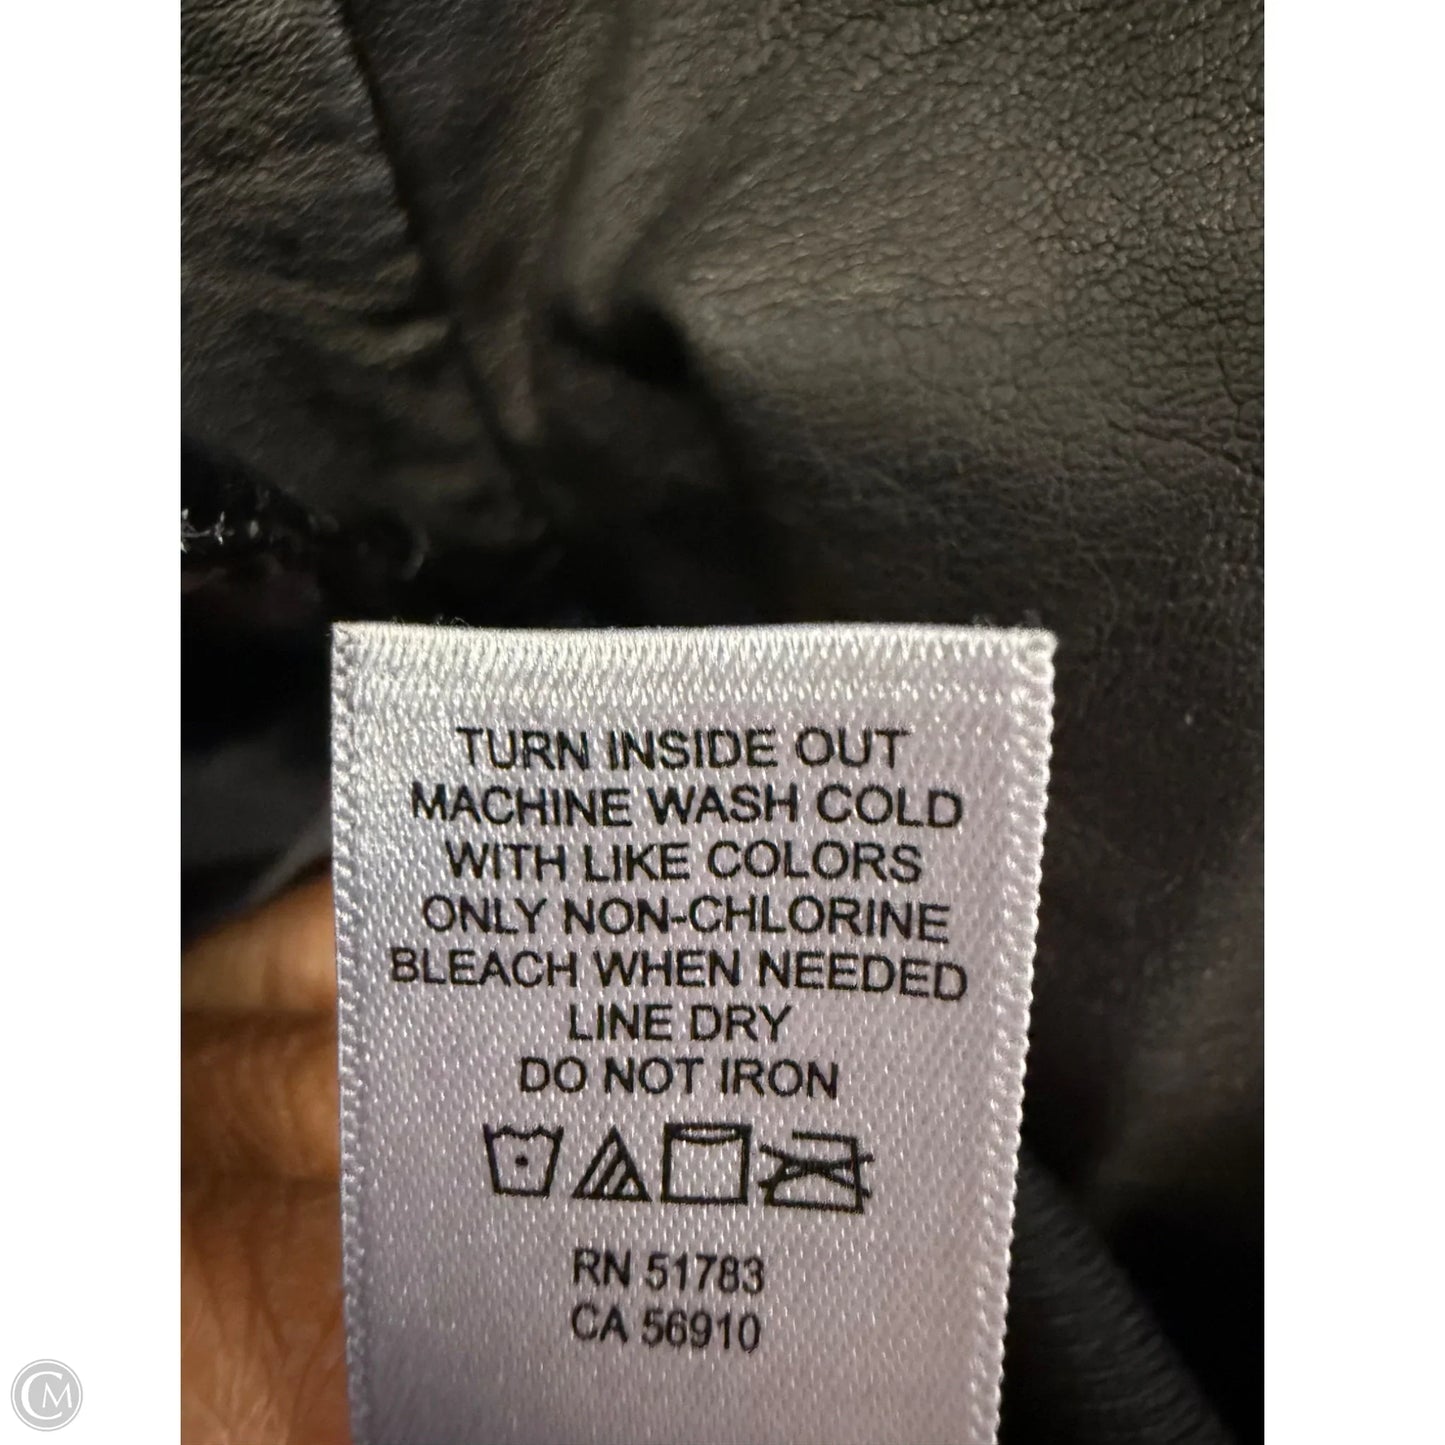 TURN INSIDE OUT
MACHINE WASH COLD
WITH LIKE COLORS
ONLY NON-CHLORINE
BLEACH WHEN NEEDED
LINE DRY
DO NOT IRON
RN 51783
CA 56910
CM